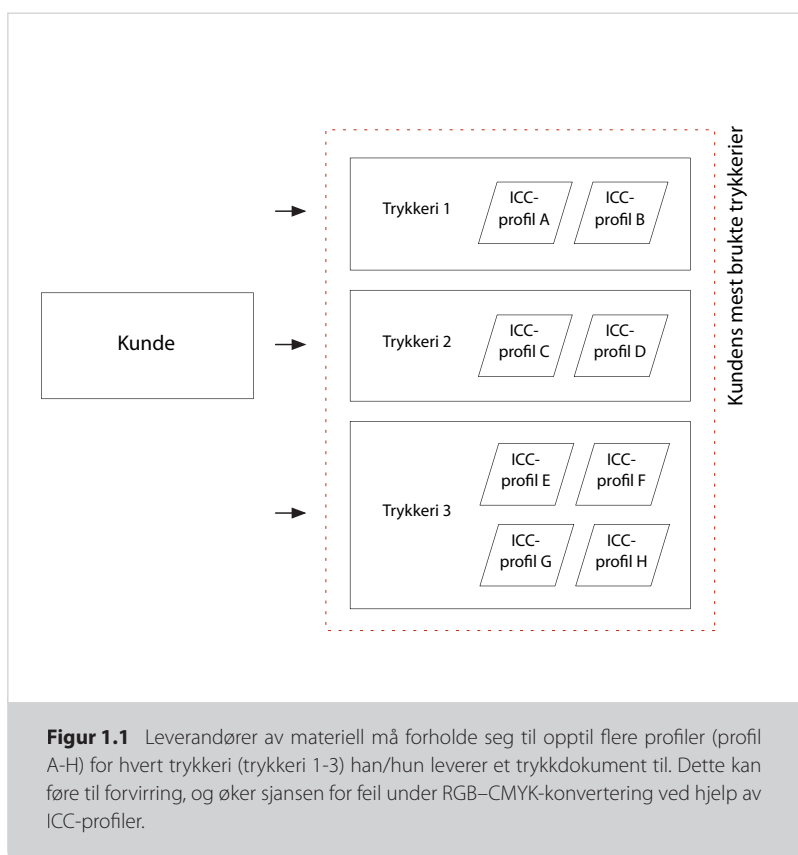 Kundens mest brukte trykkerier
Kunde
Trykkeri 1
ICC-
profil A
ICC-
profil B
Trykkeri 2
ICC-
profil C
ICC-
profil D
Trykkeri 3
ICC-
profil E
ICC-
profil F
ICC-
profil G
ICC-
profil H
Figur 1.1 Leverandører av materiell må forholde seg til opptil flere profiler (profil
A-H) for hvert trykkeri (trykkeri 1-3) han/hun leverer et trykkdokument til. Dette kan
føre til forvirring, og øker sjansen for feil under RGB–CMYK-konvertering ved hjelp av
ICC-profiler.